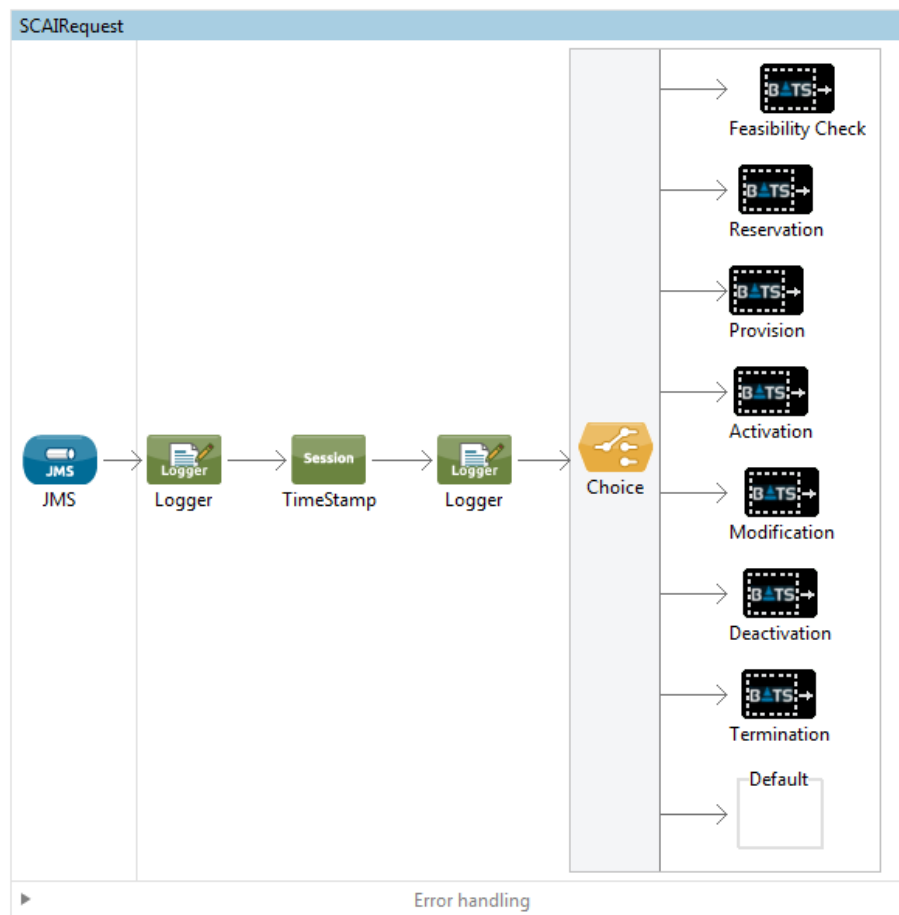 SCAIRequest
BATS
Feasibility Check
BATS
Reservation
BATS
Provision
BATS
Activation
JMS
JMS
Logger
Logger
Session
TimeStamp
Logger
Logger
Choice
BATS
Modification
BATS
Deactivation
BATS
Termination
Default
Error handling